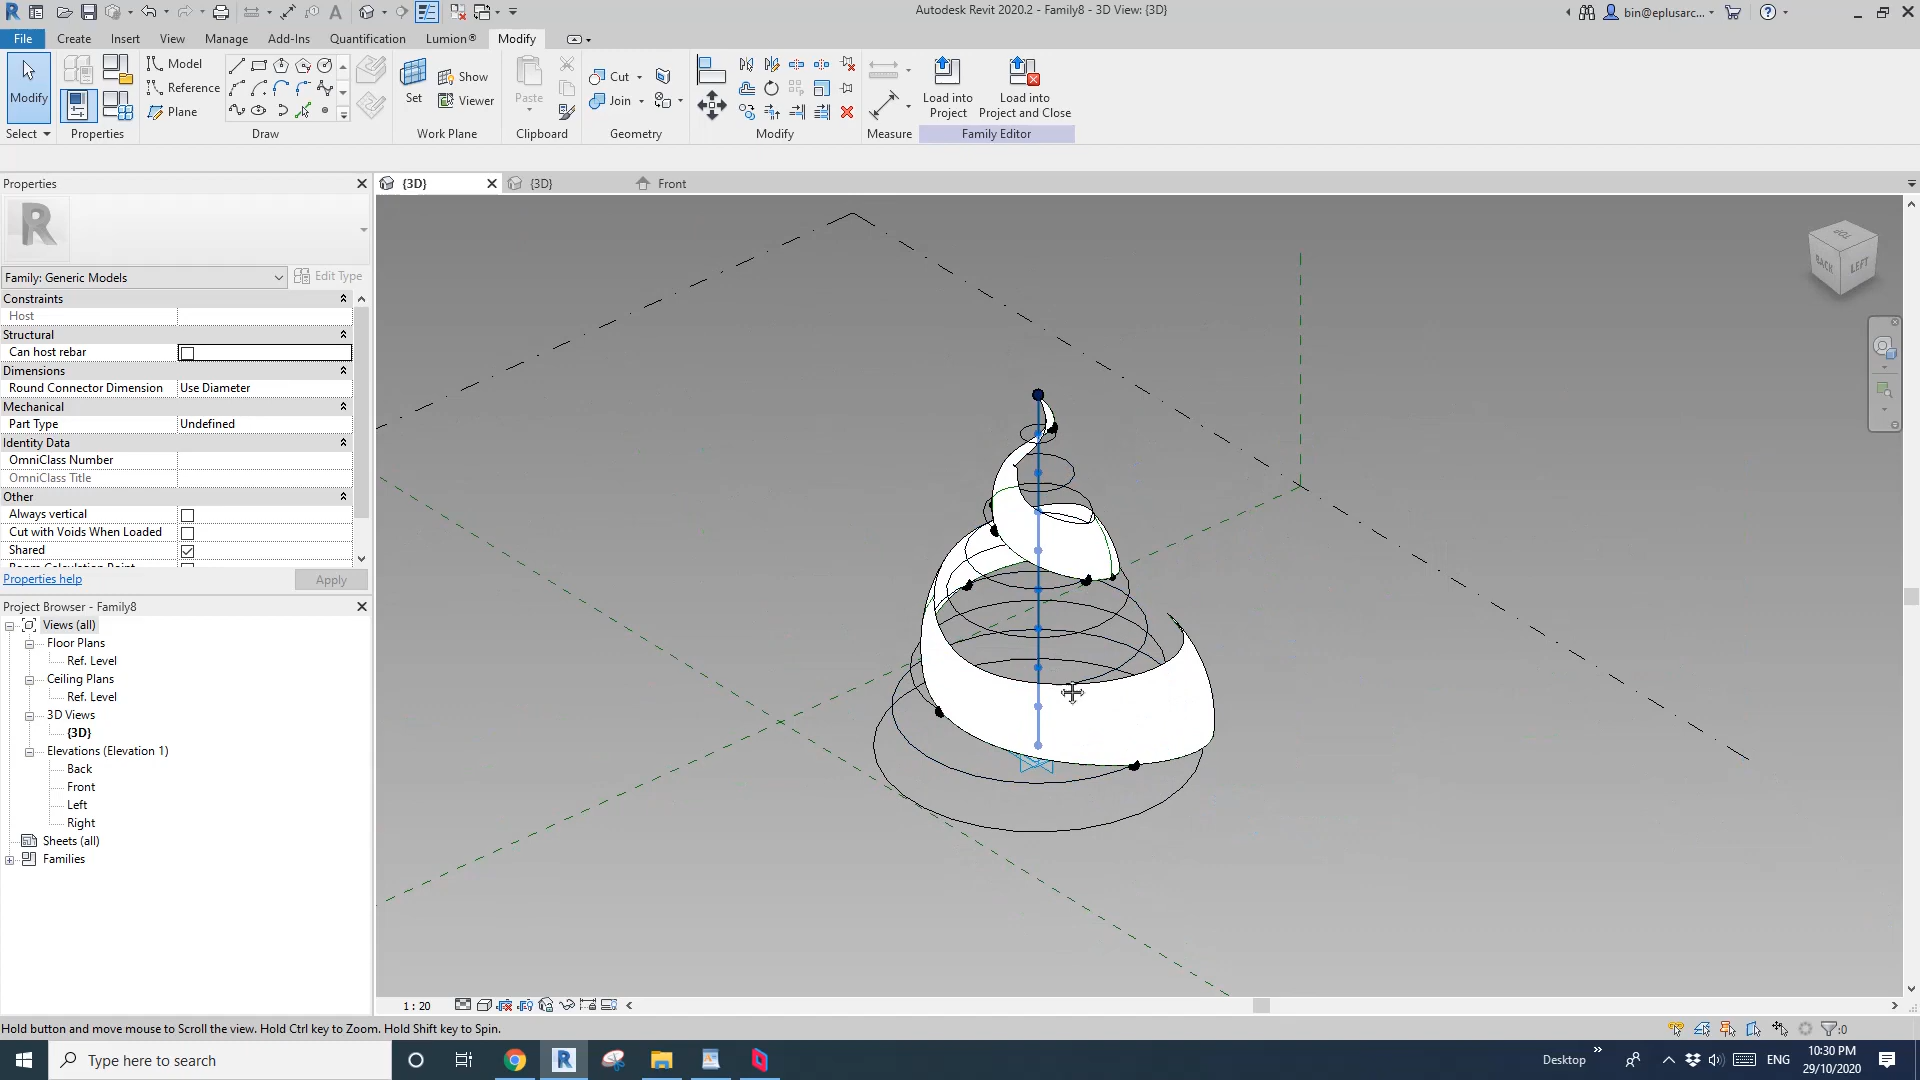 Autodesk Revit 2020.2 - Family8 - 3D View: {3D}
bin@eplusarc...
File Create Insert View Manage Add-Ins Quantification Lumion® Modify
Modify
Model
Reference
Plane
Set
Show
Viewer
Paste
Cut
Join
Load into
Project
Load into
Project and Close
Select Properties Draw Work Plane Clipboard Geometry Modify Measure Family Editor
Properties
{3D}
{3D}
Front
R
Family: Generic Models
Edit Type
Constraints
Host
Structural
Can host rebar
Dimensions
Round Connector Dimension Use Diameter
Mechanical
Part Type Undefined
Identity Data
OmniClass Number
OmniClass Title
Other
Always vertical
Cut with Voids When Loaded
Shared
Properties help
Apply
Project Browser - Family8
Views (all)
Floor Plans
Ref. Level
Ceiling Plans
Ref. Level
3D Views
{3D}
Elevations (Elevation 1)
Back
Front
Left
Right
Sheets (all)
Families
TOP
BACK
LEFT
1 : 20
Hold button and move mouse to Scroll the view. Hold Ctrl key to Zoom. Hold Shift key to Spin.
:0
Type here to search
Desktop
ENG
10:30 PM
29/10/2020